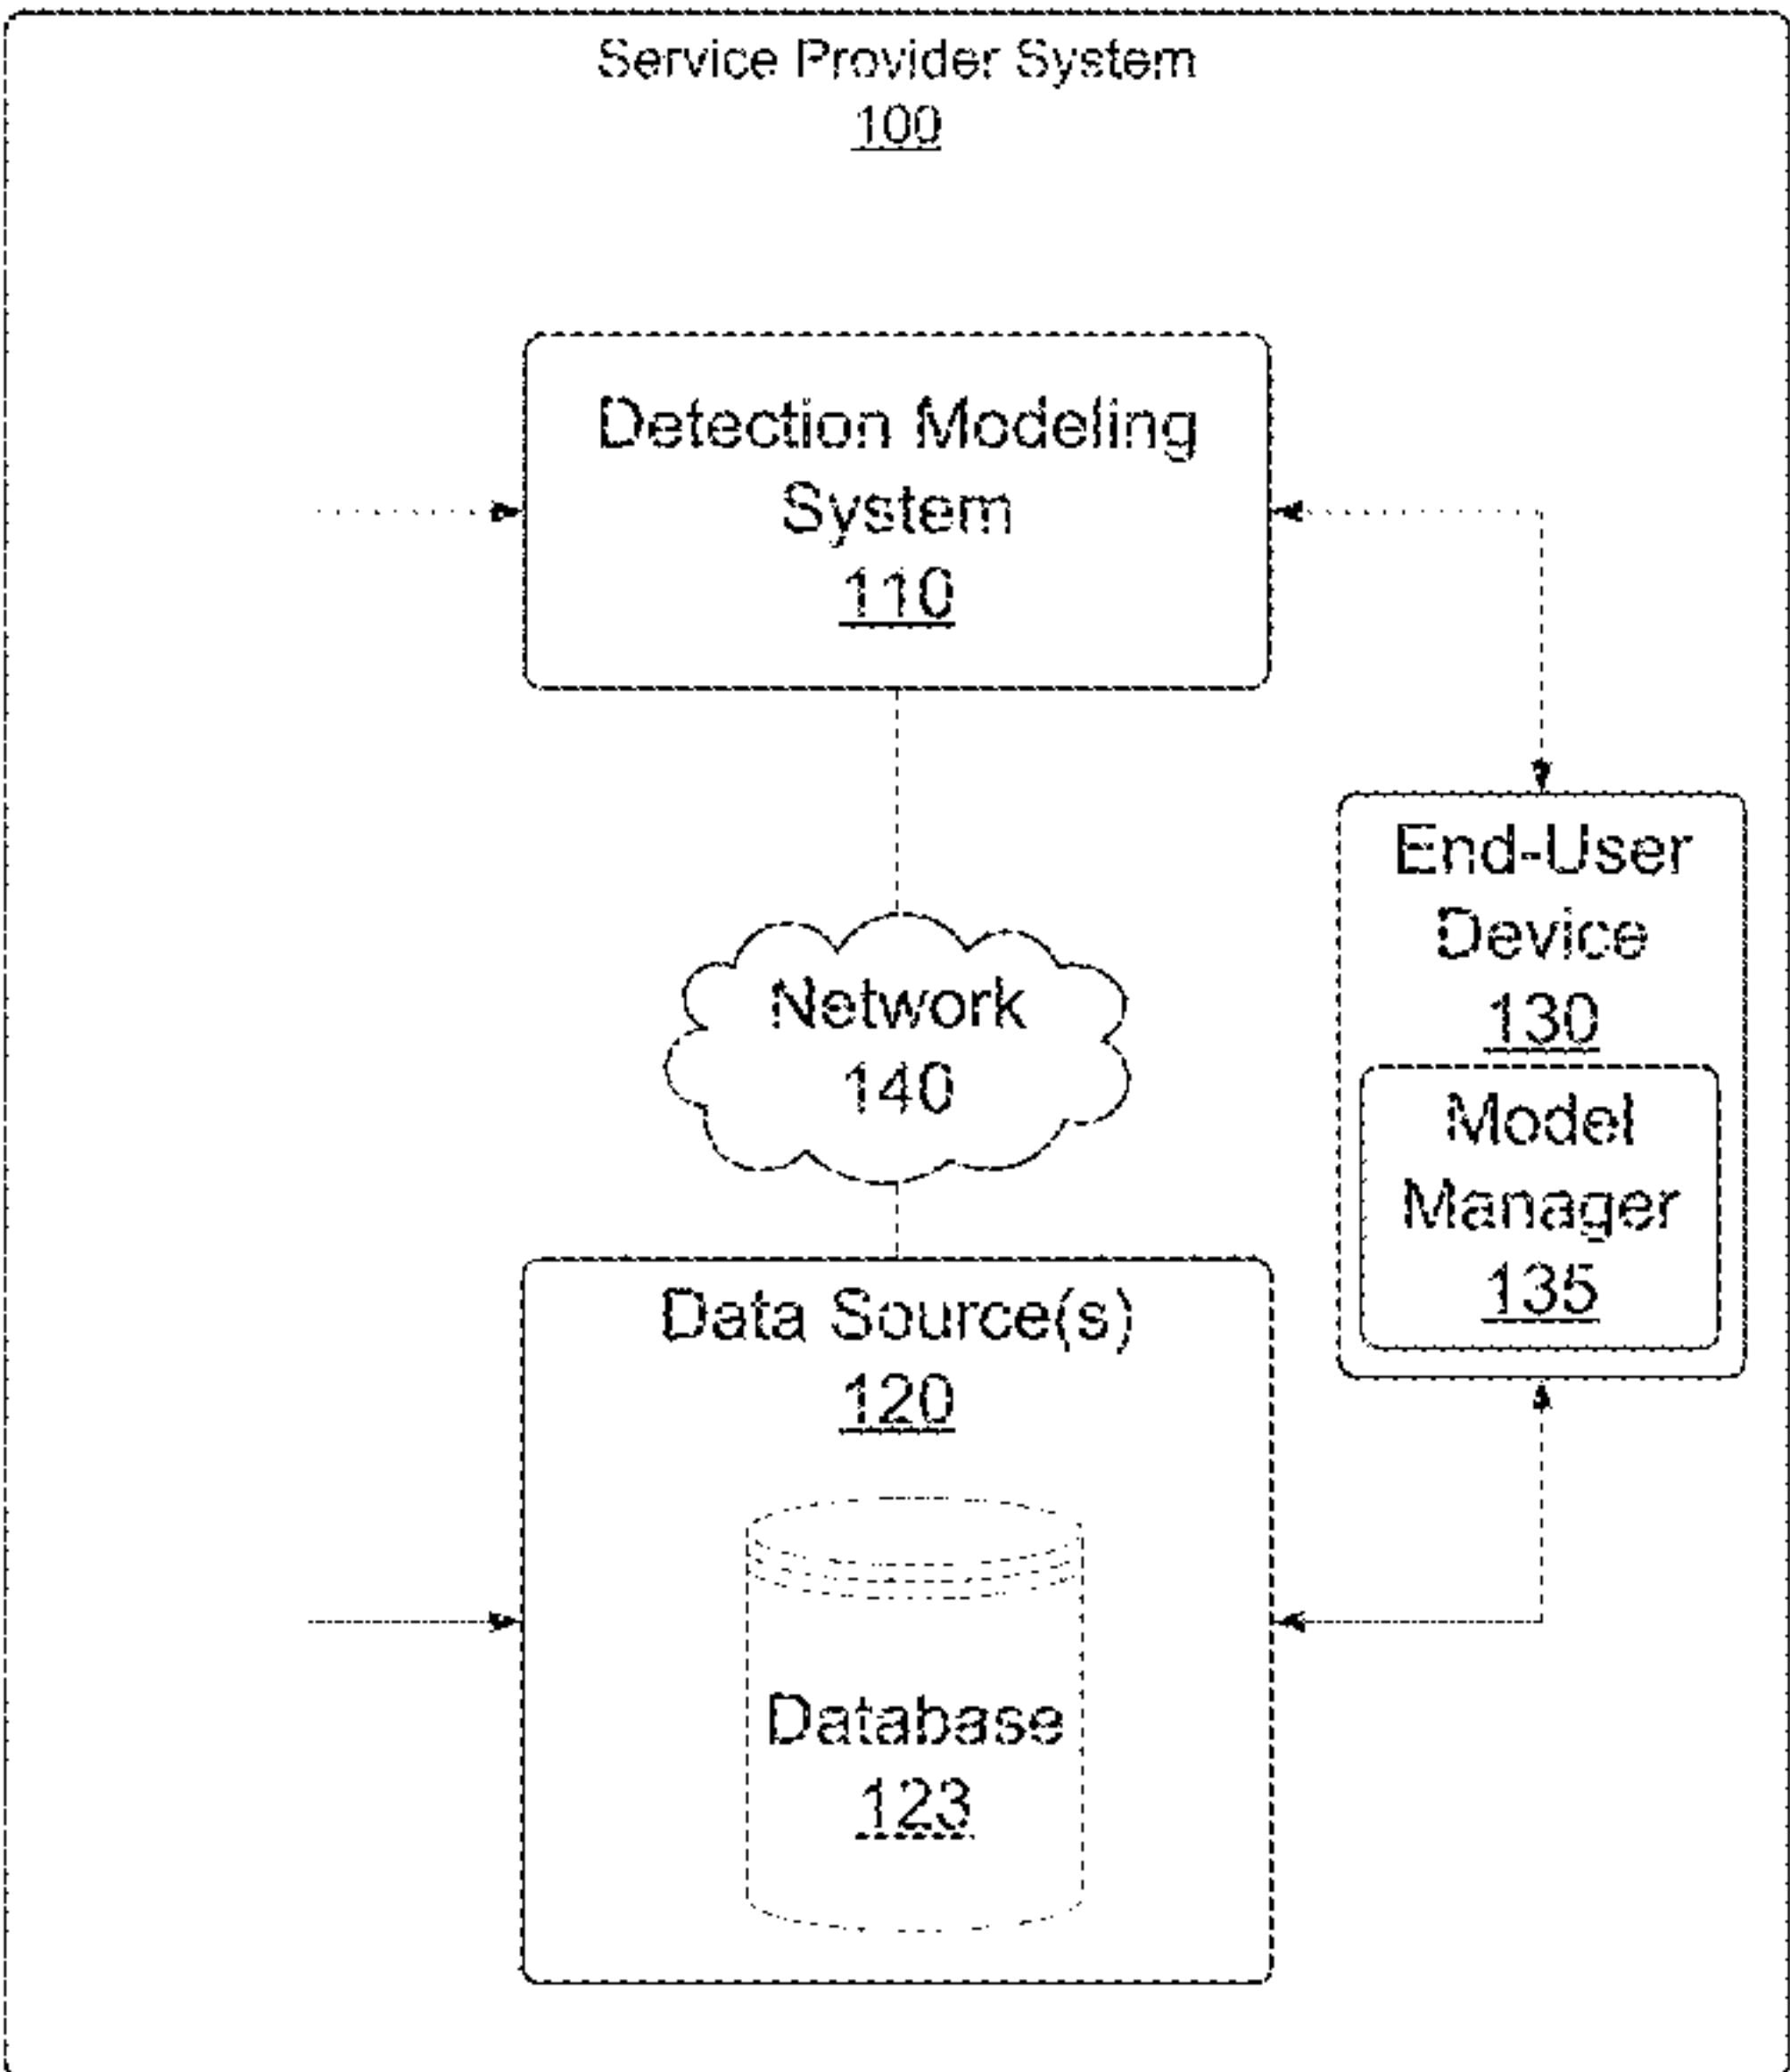 Service Provider System
100
Detection Modeling
System
110
End-User
Device
130
Network
140
Model
Manager
135
Data Source(s)
120
Database
123